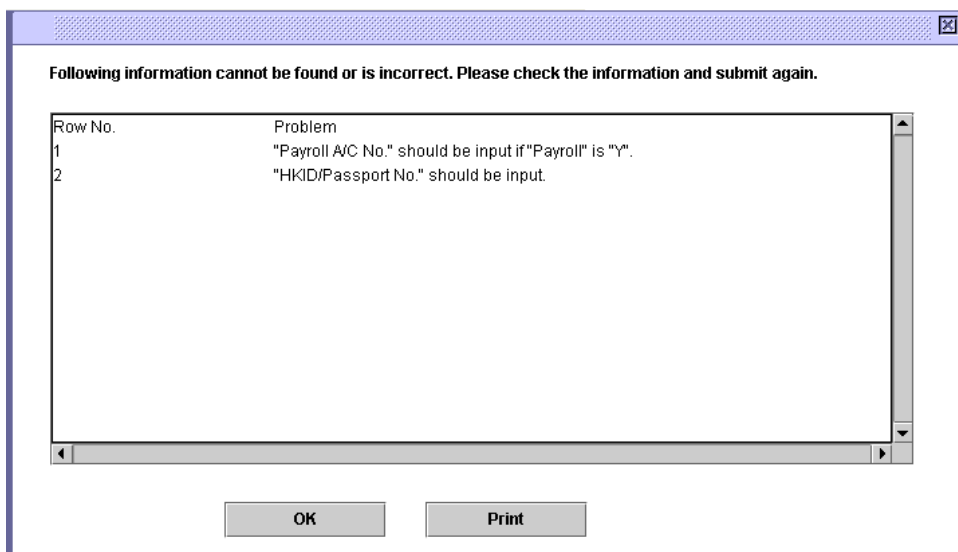 Following information cannot be found or is incorrect. Please check the information and submit again.
Row No. Problem
1 "Payroll A/C No." should be input if "Payroll" is "Y".
2 "HKID/Passport No." should be input.
OK Print